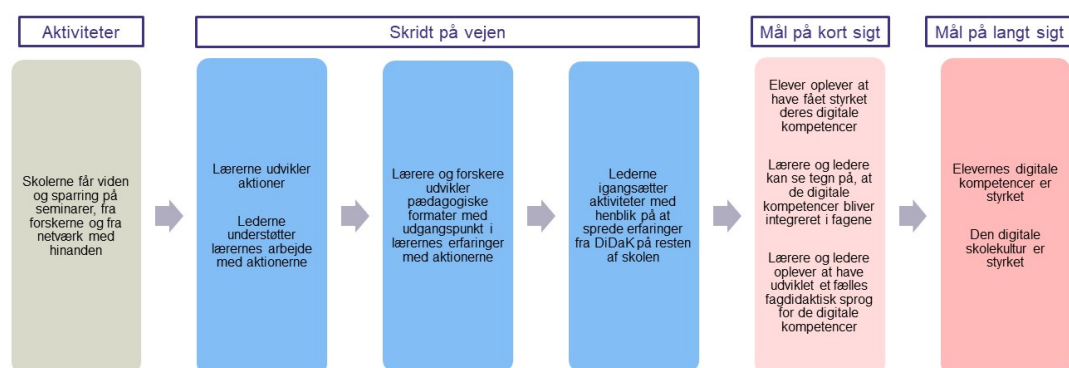 Aktiviteter
Skridt på vejen
Mål på kort sigt
Mål på langt sigt
Skolerne får viden
og sparring på
seminarer, fra
forskerne og fra
netværk med
hinanden
Lærerne udvikler
aktioner
Lederne
understøtter
lærernes arbejde
med aktionerne
Lærere og forskere
udvikler
pædagogiske
formater med
udgangspunkt i
lærernes erfaringer
med aktionerne
Lederne
igangsætter
aktiviteter med
henblik på at
sprede erfaringer
fra DiDaK på resten
af skolen
Elever oplever at
have fået styrket
deres digitale
kompetencer
Lærere og ledere
kan se tegn på, at
de digitale
kompetencer bliver
integreret i fagene
Lærere og ledere
oplever at have
udviklet et fælles
fagdidaktisk sprog
for de digitale
kompetencer
Elevernes digitale
kompetencer er
styrket
Den digitale
skolekultur er
styrket